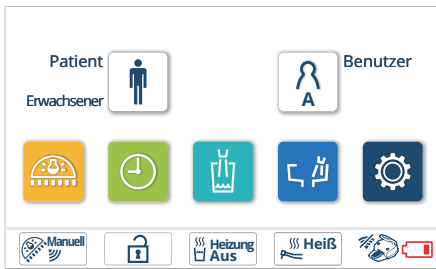 Patient
Benutzer
Erwachsener
A
Manuell
Heizung
Aus
Heiß